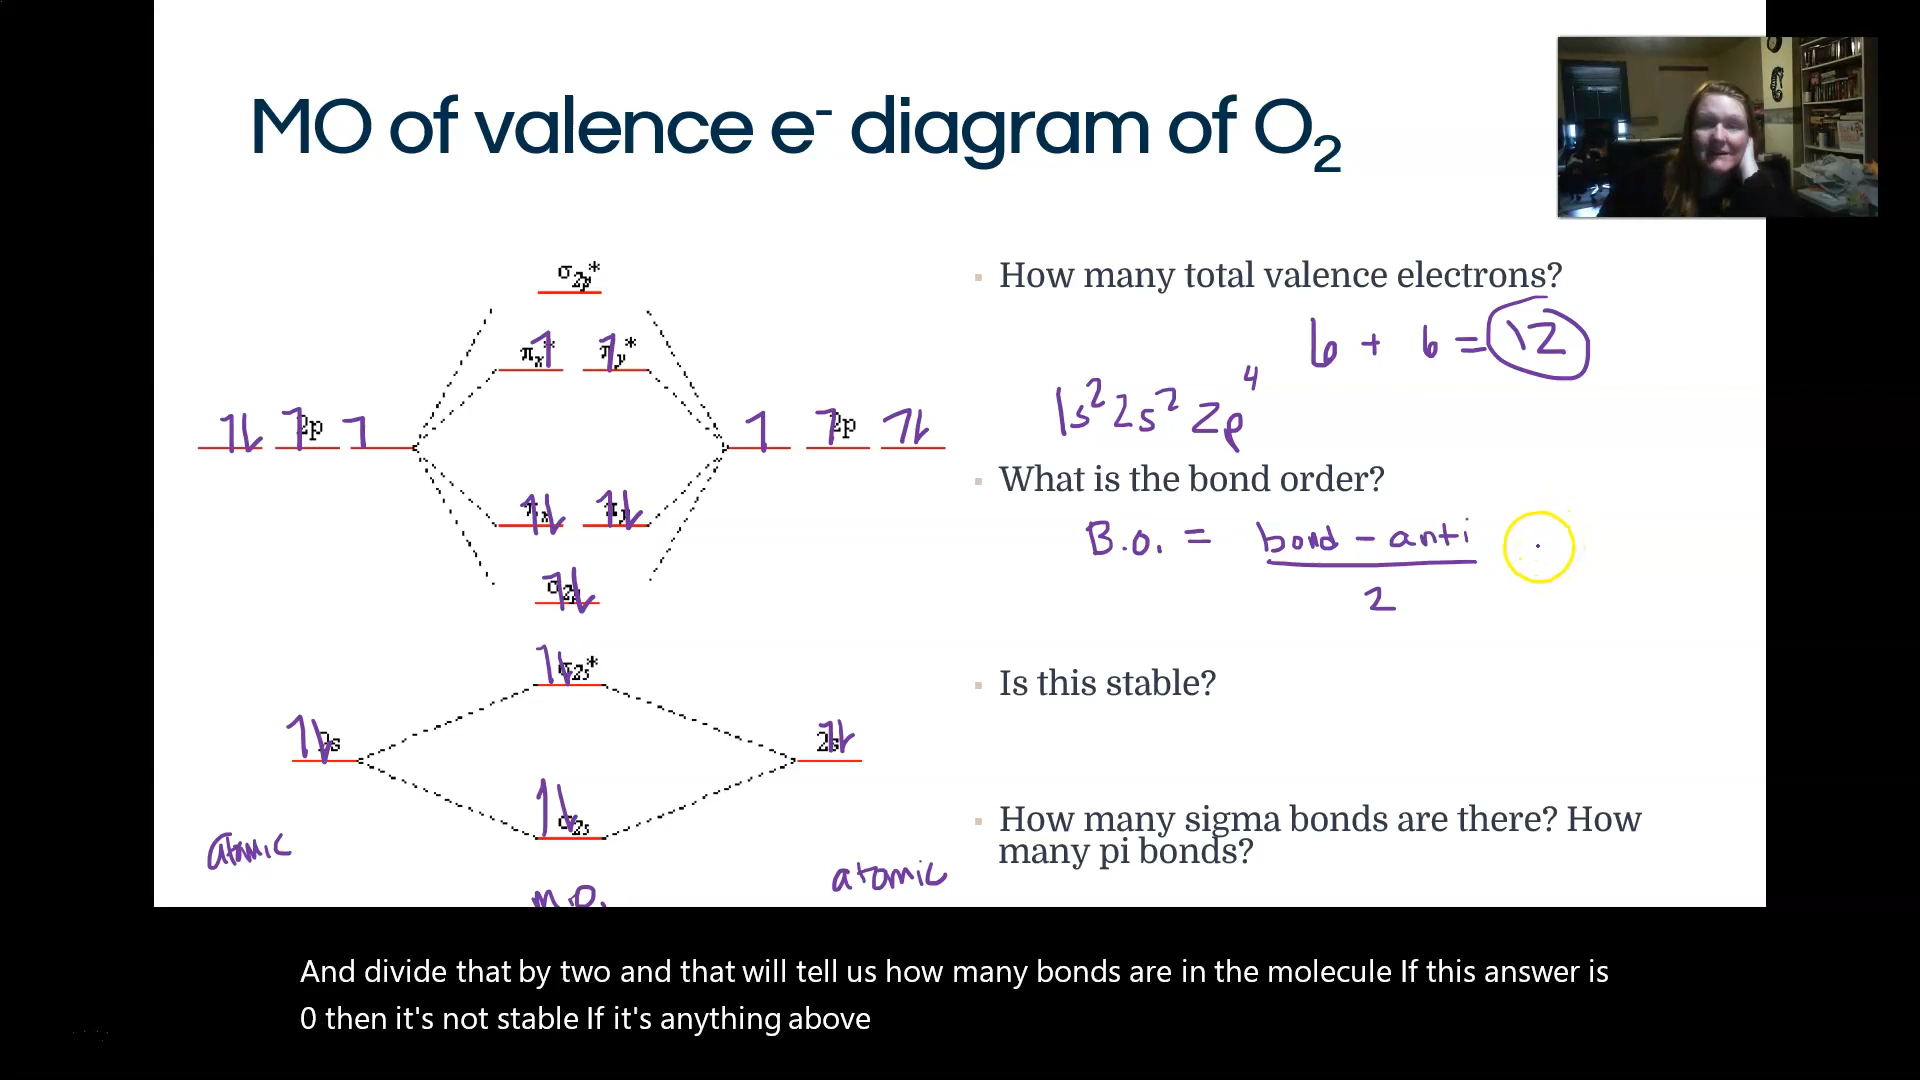 MO of valence e⁻ diagram of O₂
σ2p*
πx* πy*
2p 2p
πx πy
σ2p
σ2s*
2s 2s
σ2s
atomic
atomic
M.O.
▪ How many total valence electrons?
6 + 6 = 12
1s² 2s² 2p⁴
▪ What is the bond order?
B.O. = bond - anti
2
▪ Is this stable?
▪ How many sigma bonds are there? How
many pi bonds?
And divide that by two and that will tell us how many bonds are in the molecule If this answer is
0 then it's not stable If it's anything above